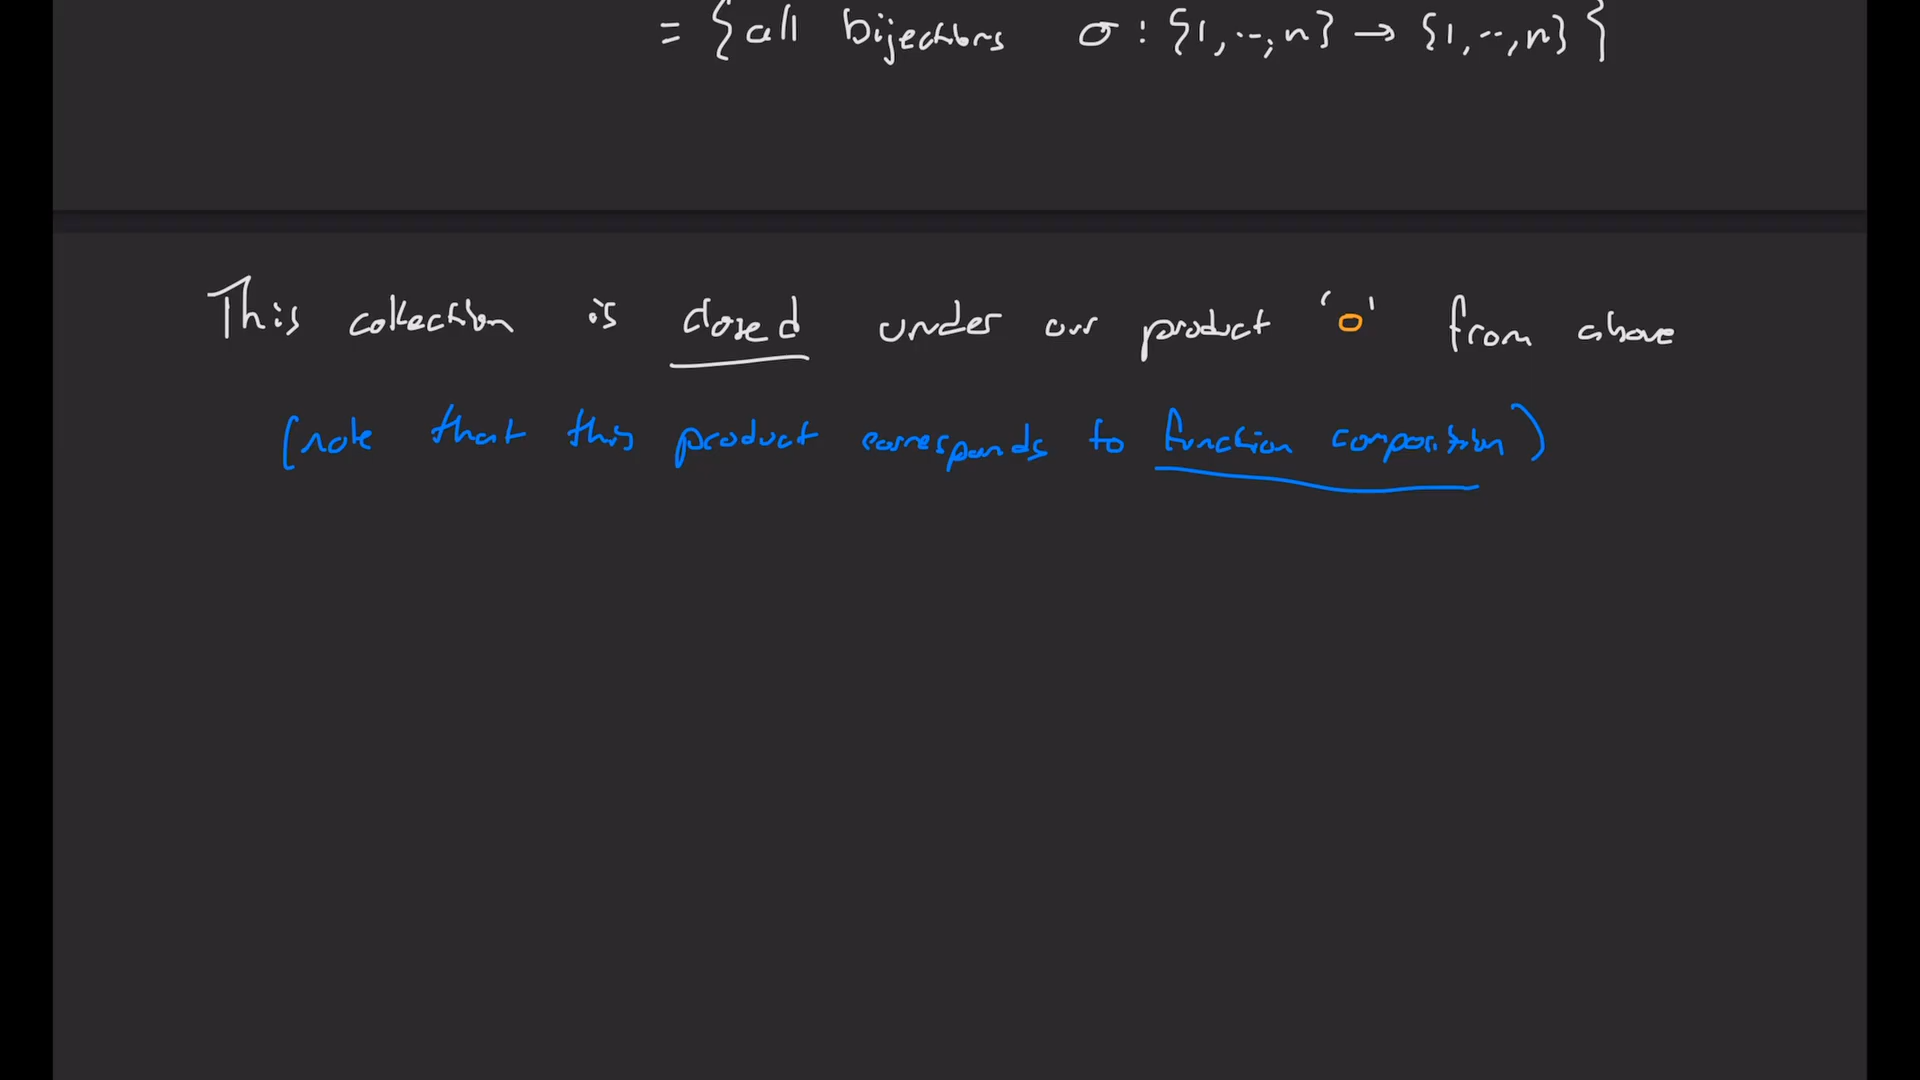 = {all bijections σ : {1,..,n} → {1,..,n}}
This collection is closed under our product 'o' from above
(note that this product corresponds to function composition)